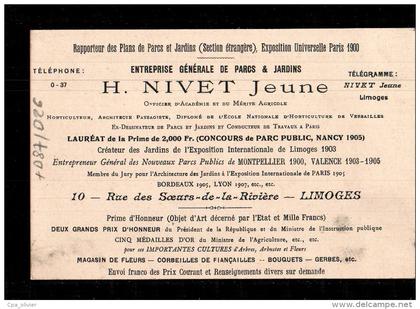 Rapporteur des Plans de Parcs et Jardins (Section étrangère), Exposition Universelle Paris 1900
ENTREPRISE GÉNÉRALE DE PARCS & JARDINS
TÉLÉPHONE :
0-37
H. NIVET Jeune
TÉLÉGRAMME :
NIVET Jeune
Limoges
OFFICIER D'ACADÉMIE ET DU MÉRITE AGRICOLE
HORTICULTEUR, ARCHITECTE PAYSAGISTE, DIPLOMÉ DE L'ECOLE NATIONALE D'HORTICULTURE DE VERSAILLES
EX-DESSINATEUR DE PARCS ET JARDINS ET CONDUCTEUR DE TRAVAUX A PARIS
LAURÉAT de la Prime de 2,000 Fr. (CONCOURS de PARC PUBLIC, NANCY 1905)
Créateur des Jardins de l'Exposition Internationale de Limoges 1903
Entrepreneur Général des Nouveaux Parcs Publics de MONTPELLIER 1900, VALENCE 1903-1905
Membre du Jury pour l'Architecture des Jardins à l'Exposition Internationale de PARIS 1905
BORDEAUX 1905, LYON 1907, etc., etc.
10 — Rue des Sœurs-de-la-Rivière — LIMOGES
Prime d'Honneur (Objet d'Art décerné par l'Etat et Mille Francs)
DEUX GRANDS PRIX D'HONNEUR du Président de la République et du Ministre de l'Instruction publique
CINQ MÉDAILLES D'OR du Ministre de l'Agriculture, etc., etc.
pour ses IMPORTANTES CULTURES d'Arbres, Arbustes et Fleurs
MAGASIN DE FLEURS — CORBEILLES DE FIANÇAILLES — BOUQUETS — GERBES, etc.
Envoi franco des Prix Courant et Renseignements divers sur demande